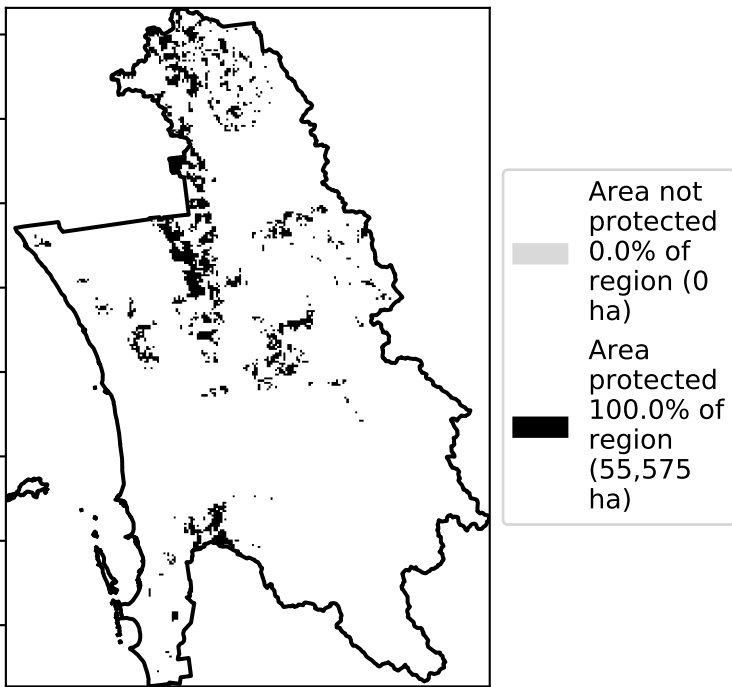 Area not
protected
0.0% of
region (0
ha)
Area
protected
100.0% of
region
(55,575
ha)